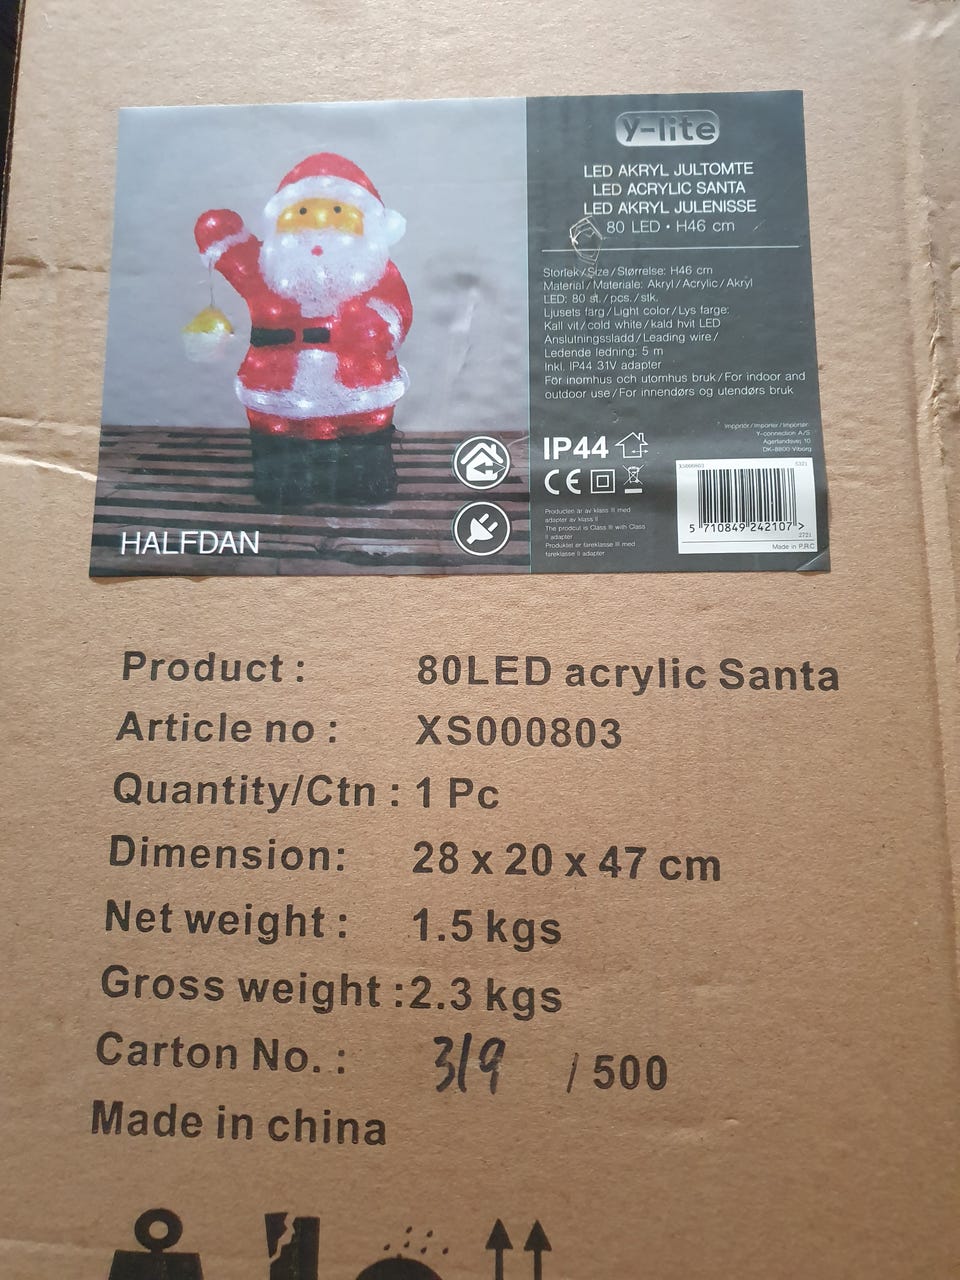 y-lite
LED AKRYL JULTOMTE
LED ACRYLIC SANTA
LED AKRYL JULENISSE
80 LED • H46 cm
Storlek/Size/Størrelse: H46 cm
Material/Materiale: Akryl/Acrylic/Akryl
LED: 80 st./pcs./stk.
Ljusets färg/Light color/Lys farge:
Kall vit/cold white/kald hvit LED
Anslutningssladd/Leading wire/
Ledende ledning: 5 m
Inkl. IP44 31V adapter
För inomhus och utomhus bruk/For indoor and
outdoor use/For innendørs og utendørs bruk
Importör/Importer/Importør:
Y-connection A/S
Agerlandsvej 10
DK-8800 Viborg
IP44
CE
XS000803 5321
5 710849 242107 >
2721
Made in P.R.C
Produkten är av klass III med
adapter av klass II
The prodcut is Class III with Class
II adapter
Produktet er fareklasse III med
fareklasse II adapter
HALFDAN
Product : 80LED acrylic Santa
Article no : XS000803
Quantity/Ctn : 1 Pc
Dimension: 28 x 20 x 47 cm
Net weight : 1.5 kgs
Gross weight :2.3 kgs
Carton No. : 319 / 500
Made in china